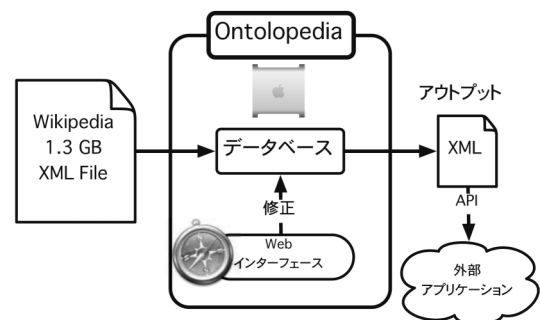 Ontolopedia
Wikipedia
1.3 GB
XML File
データベース
修正
Web
インターフェース
アウトプット
XML
API
外部
アプリケーション